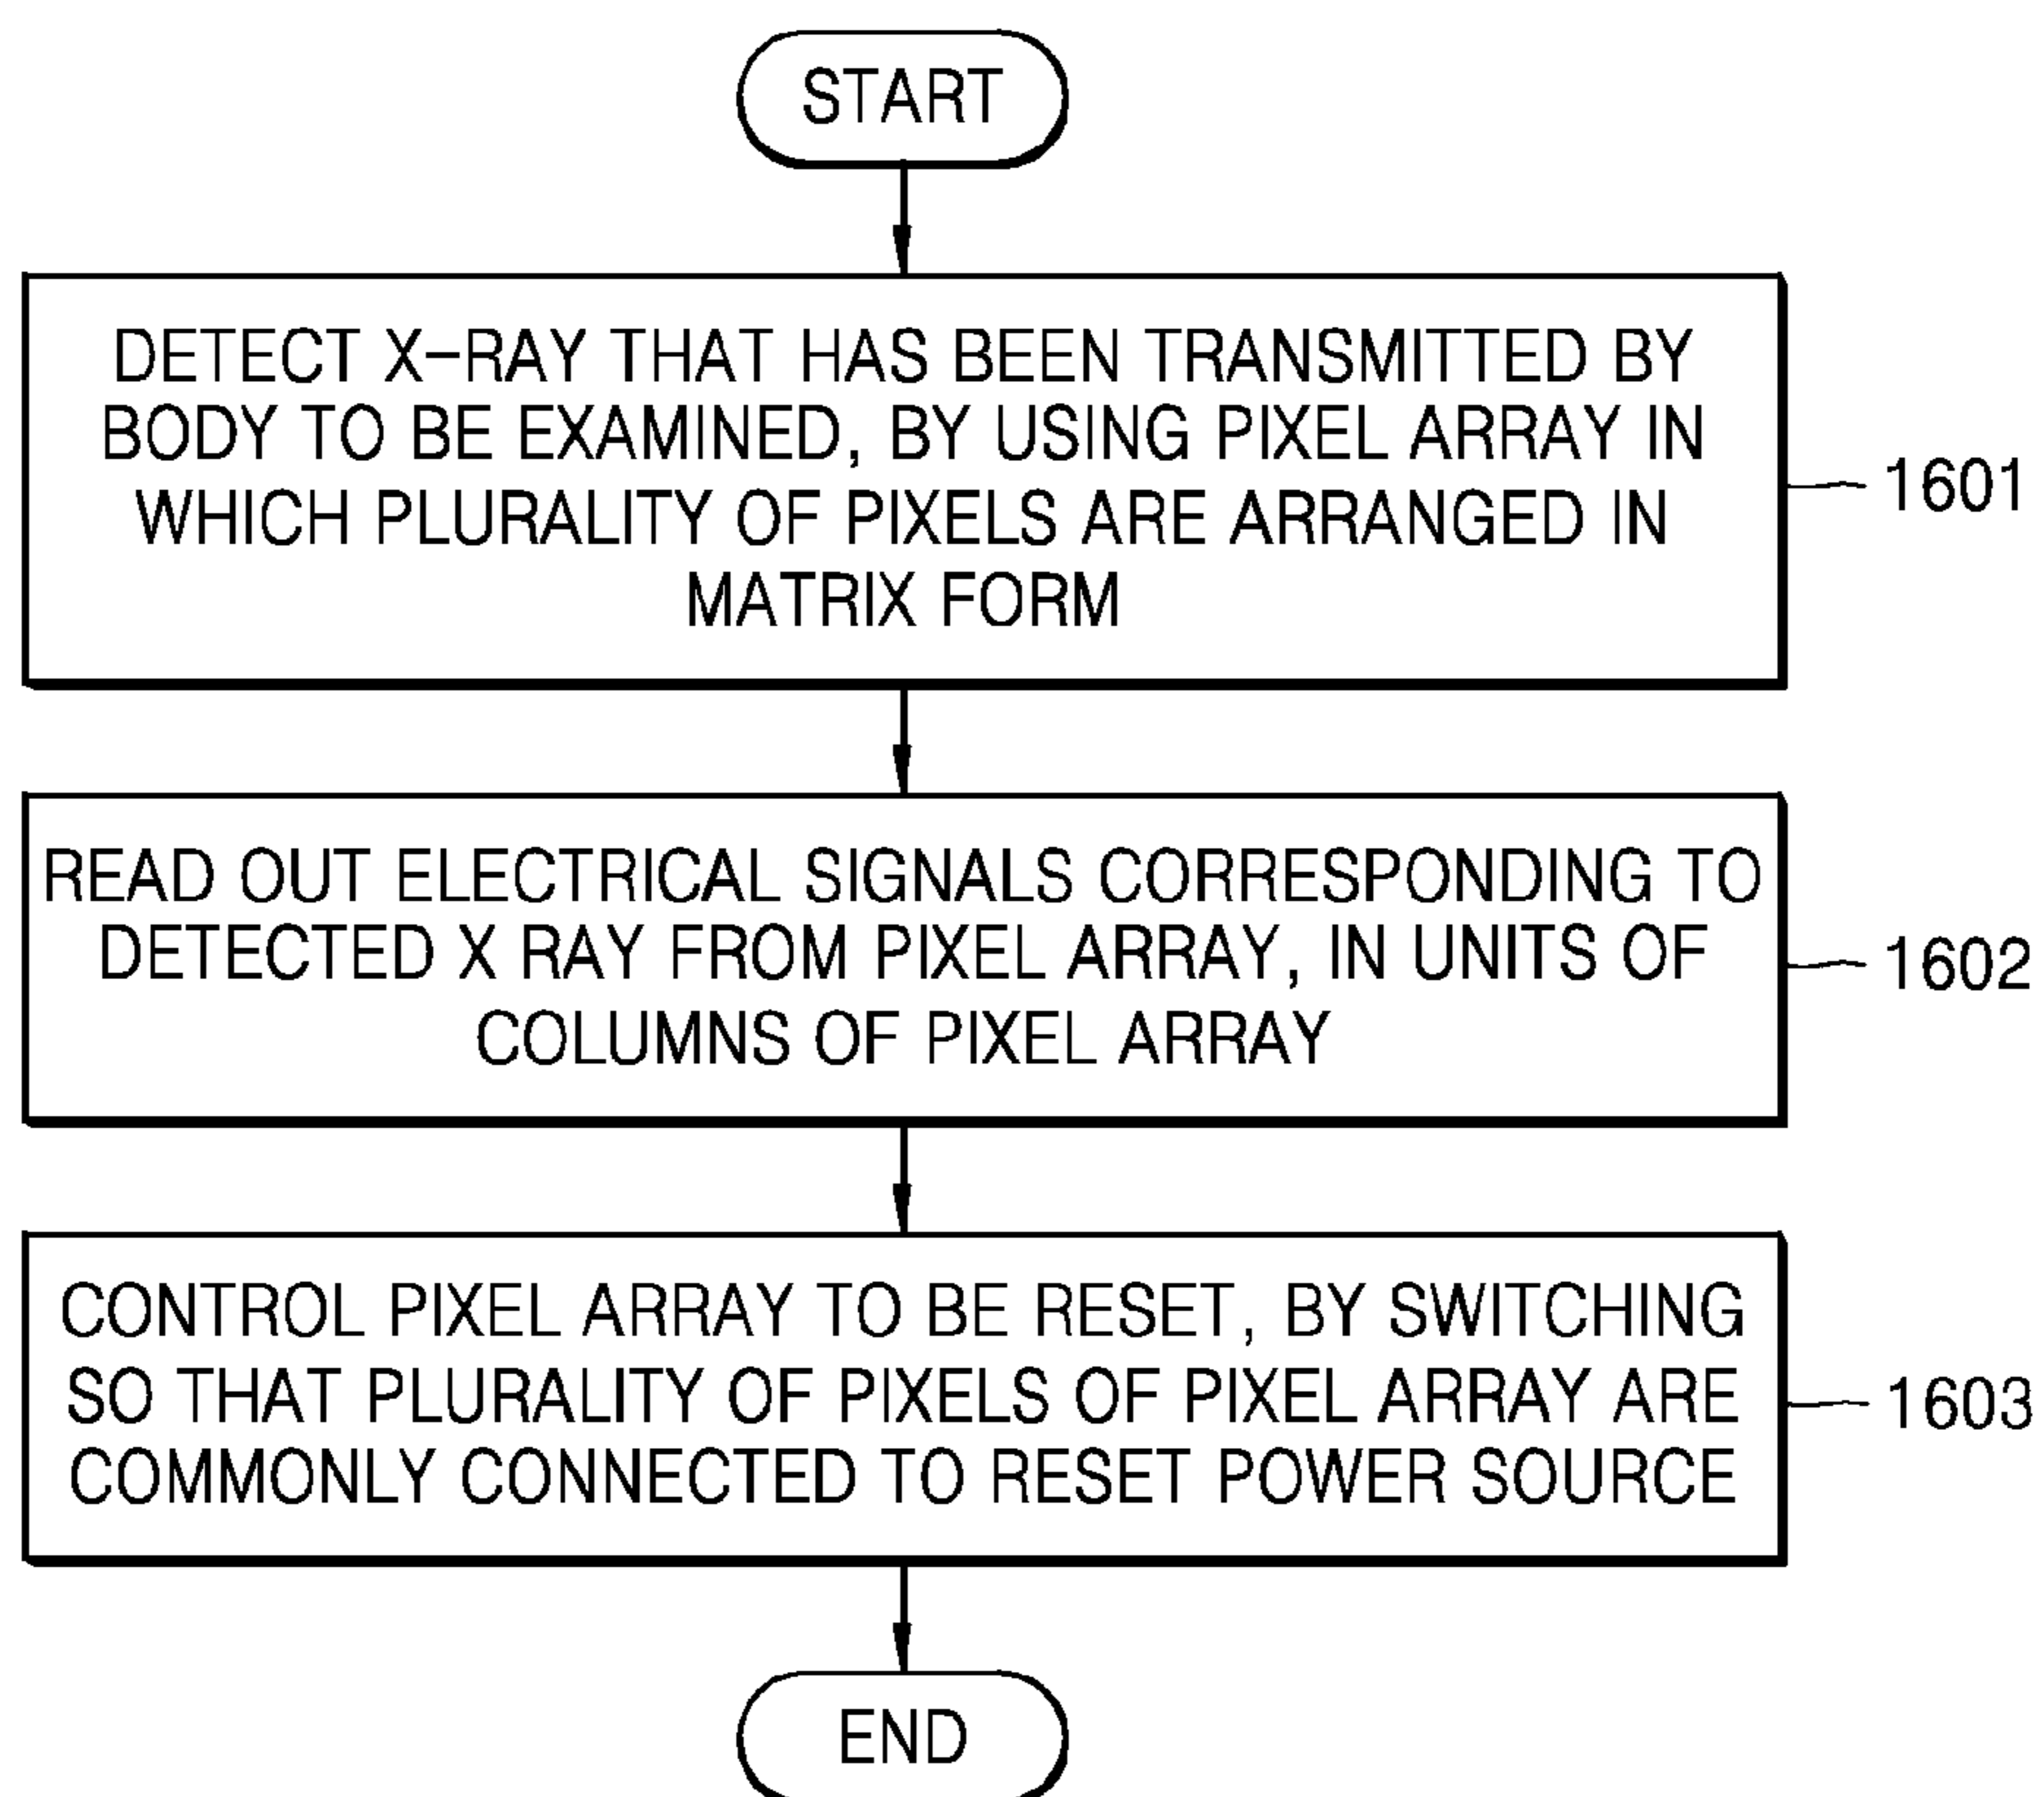 START
DETECT X-RAY THAT HAS BEEN TRANSMITTED BY
BODY TO BE EXAMINED, BY USING PIXEL ARRAY IN
WHICH PLURALITY OF PIXELS ARE ARRANGED IN
MATRIX FORM
1601
READ OUT ELECTRICAL SIGNALS CORRESPONDING TO
DETECTED X RAY FROM PIXEL ARRAY, IN UNITS OF
COLUMNS OF PIXEL ARRAY
1602
CONTROL PIXEL ARRAY TO BE RESET, BY SWITCHING
SO THAT PLURALITY OF PIXELS OF PIXEL ARRAY ARE
COMMONLY CONNECTED TO RESET POWER SOURCE
1603
END